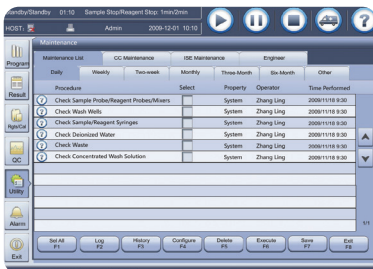 Standby/Standby 01:10 Sample Stop/Reagent Stop: 1min/2min
HOST: Admin 2009-12-01 10:10
Maintenance
Program
Maintenance List CC Maintenance ISE Maintenance Engineer
Daily Weekly Two-week Monthly Three-Month Six-Month Other
Procedure Select Property Operator Time Performed
Result
Check Sample Probe/Reagent Probes/Mixers System Zhang Ling 2009/11/18 9:30
Check Wash Wells System Zhang Ling 2009/11/18 9:30
Check Sample/Reagent Syringes System Zhang Ling 2009/11/18 9:30
Rgts/Cal
Check Deionized Water System Zhang Ling 2009/11/18 9:30
Check Waste System Zhang Ling 2009/11/18 9:30
Check Concentrated Wash Solution System Zhang Ling 2009/11/18 9:30
QC
Utility
Alarm
1/1
Exit
Sel All Log History Configure Delete Execute Save Exit
F1 F2 F3 F4 F5 F6 F7 F8